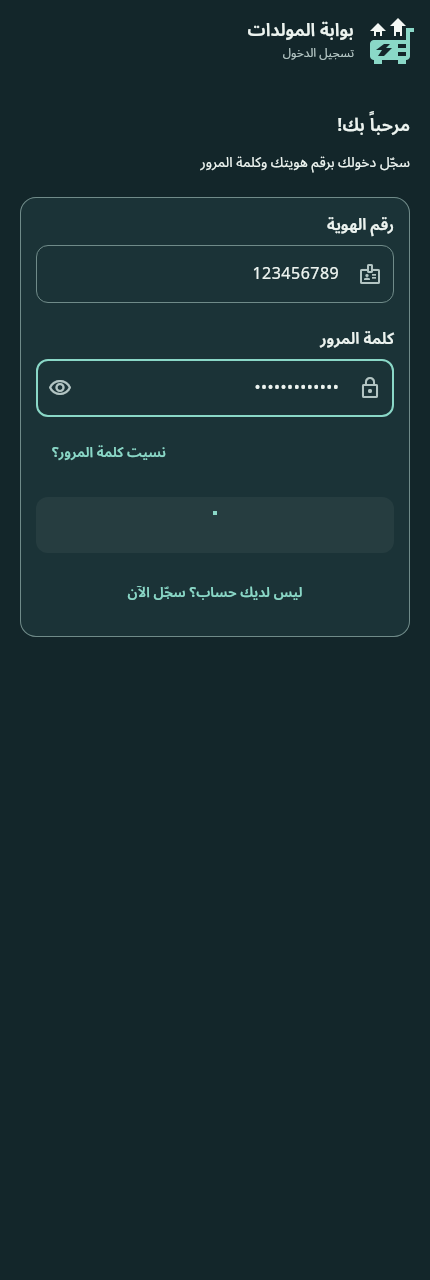 بوابة المولدات
تسجيل الدخول
مرحباً بك!
سجّل دخولك برقم هويتك وكلمة المرور
رقم الهوية
123456789
كلمة المرور
•••••••••••••
نسيت كلمة المرور؟
ليس لديك حساب؟ سجّل الآن